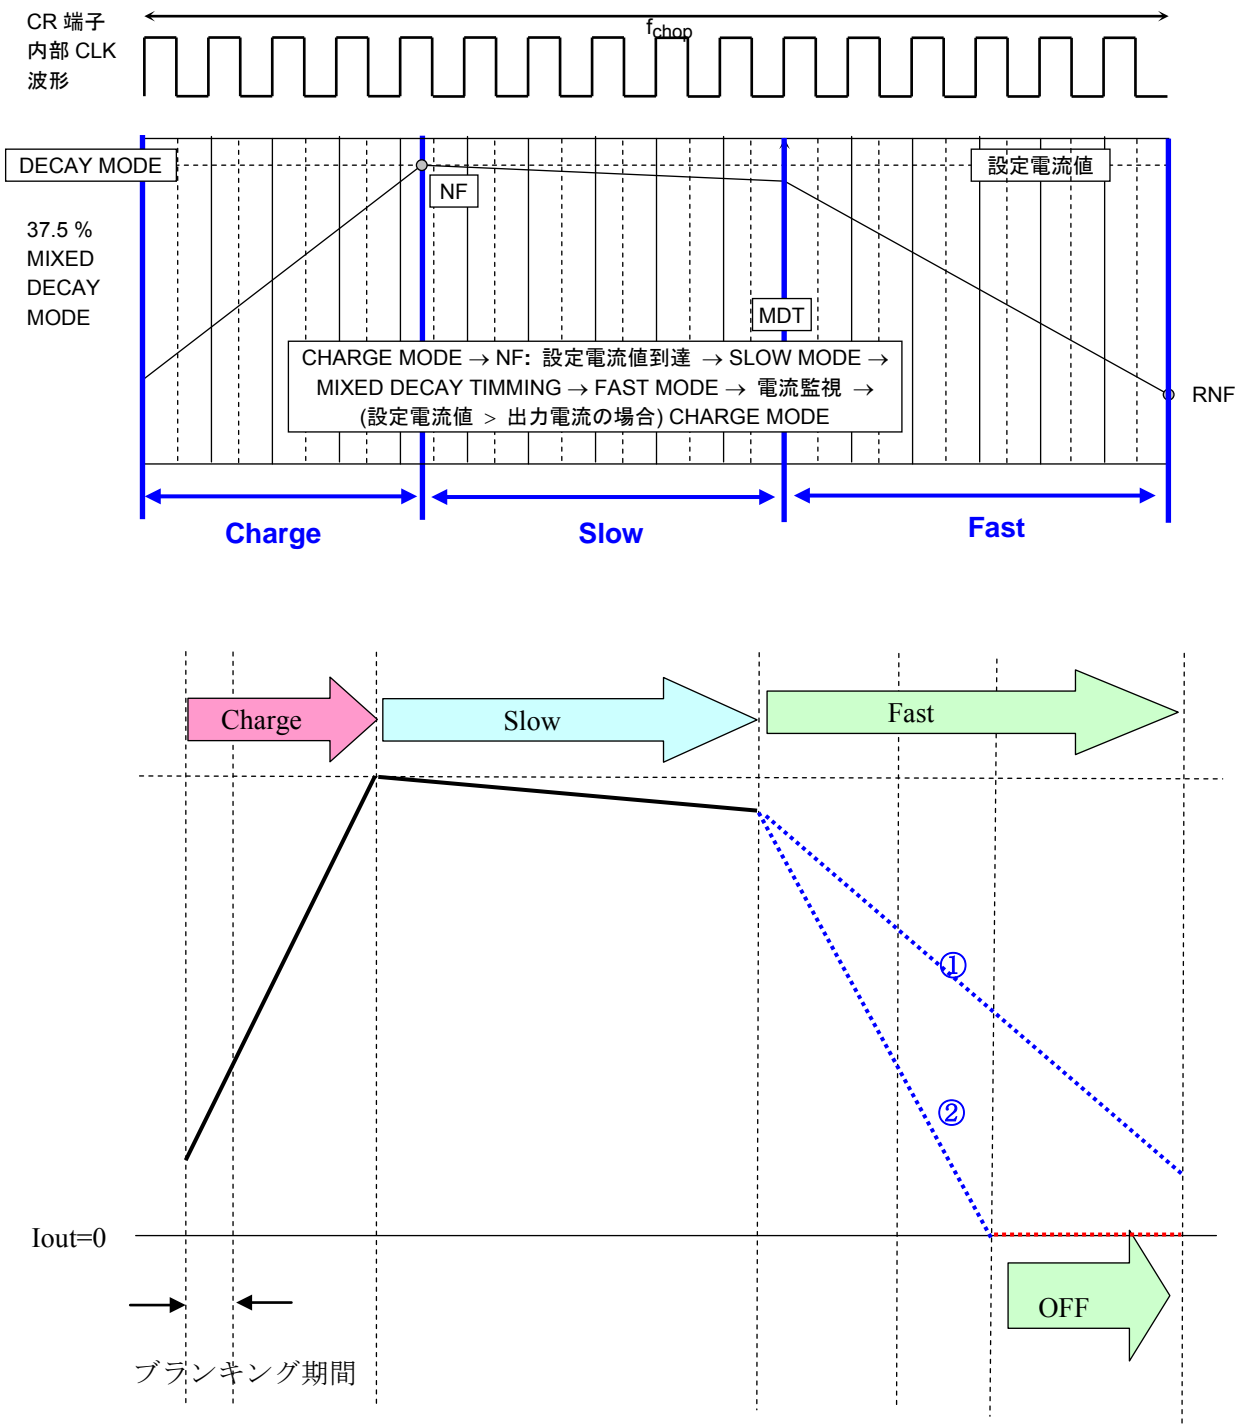 CR 端子
内部 CLK
波形
fchop
DECAY MODE
設定電流値
NF
37.5 %
MIXED
DECAY
MODE
MDT
CHARGE MODE → NF: 設定電流値到達 → SLOW MODE →
MIXED DECAY TIMMING → FAST MODE → 電流監視 →
(設定電流値 > 出力電流の場合) CHARGE MODE
RNF
Charge
Slow
Fast
Charge
Slow
Fast
①
②
Iout=0
OFF
ブランキング期間